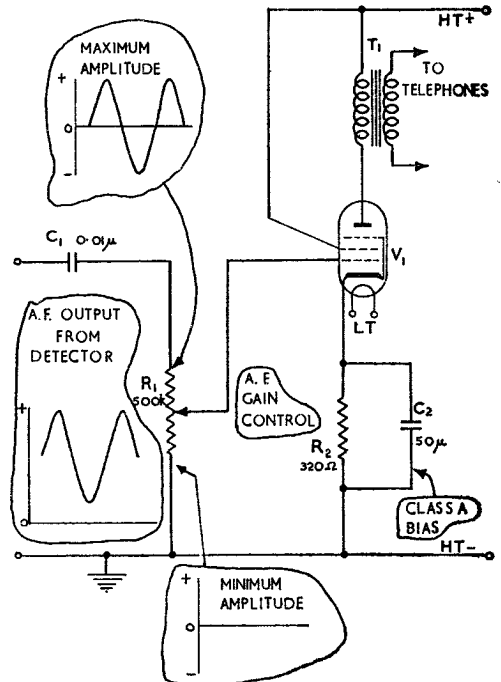 HT+
MAXIMUM
AMPLITUDE
+
0
-
T1
TO
TELEPHONES
C1 0.01μ
V1
LT
A.F. OUTPUT
FROM
DETECTOR
+
0
R1
500k
A.F
GAIN
CONTROL
R2
320Ω
C2
50μ
CLASS A
BIAS
HT-
+
MINIMUM
AMPLITUDE
0
-